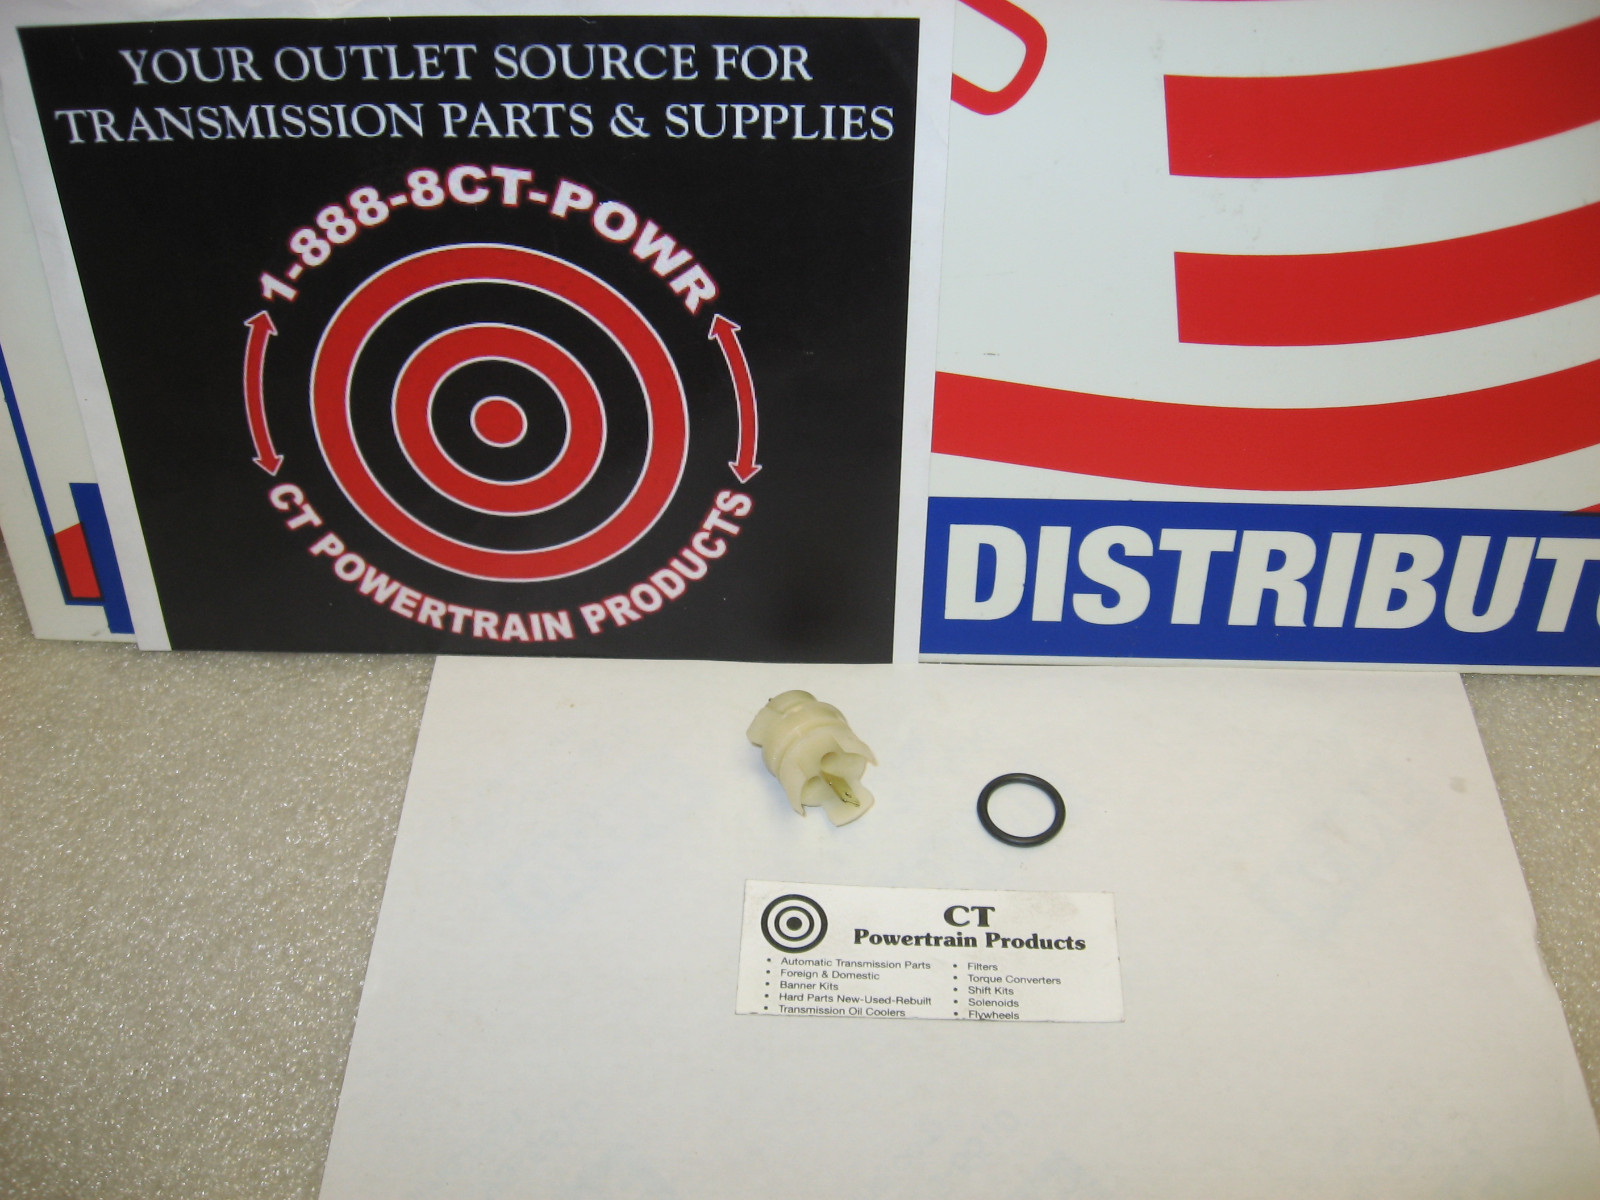 YOUR OUTLET SOURCE FOR
TRANSMISSION PARTS & SUPPLIES
1-888-8CT-POWR
CT POWERTRAIN PRODUCTS
DISTRIBUT
CT
Powertrain Products
• Automatic Transmission Parts
• Foreign & Domestic
• Banner Kits
• Hard Parts New-Used-Rebuilt
• Transmission Oil Coolers
• Filters
• Torque Converters
• Shift Kits
• Solenoids
• Flywheels